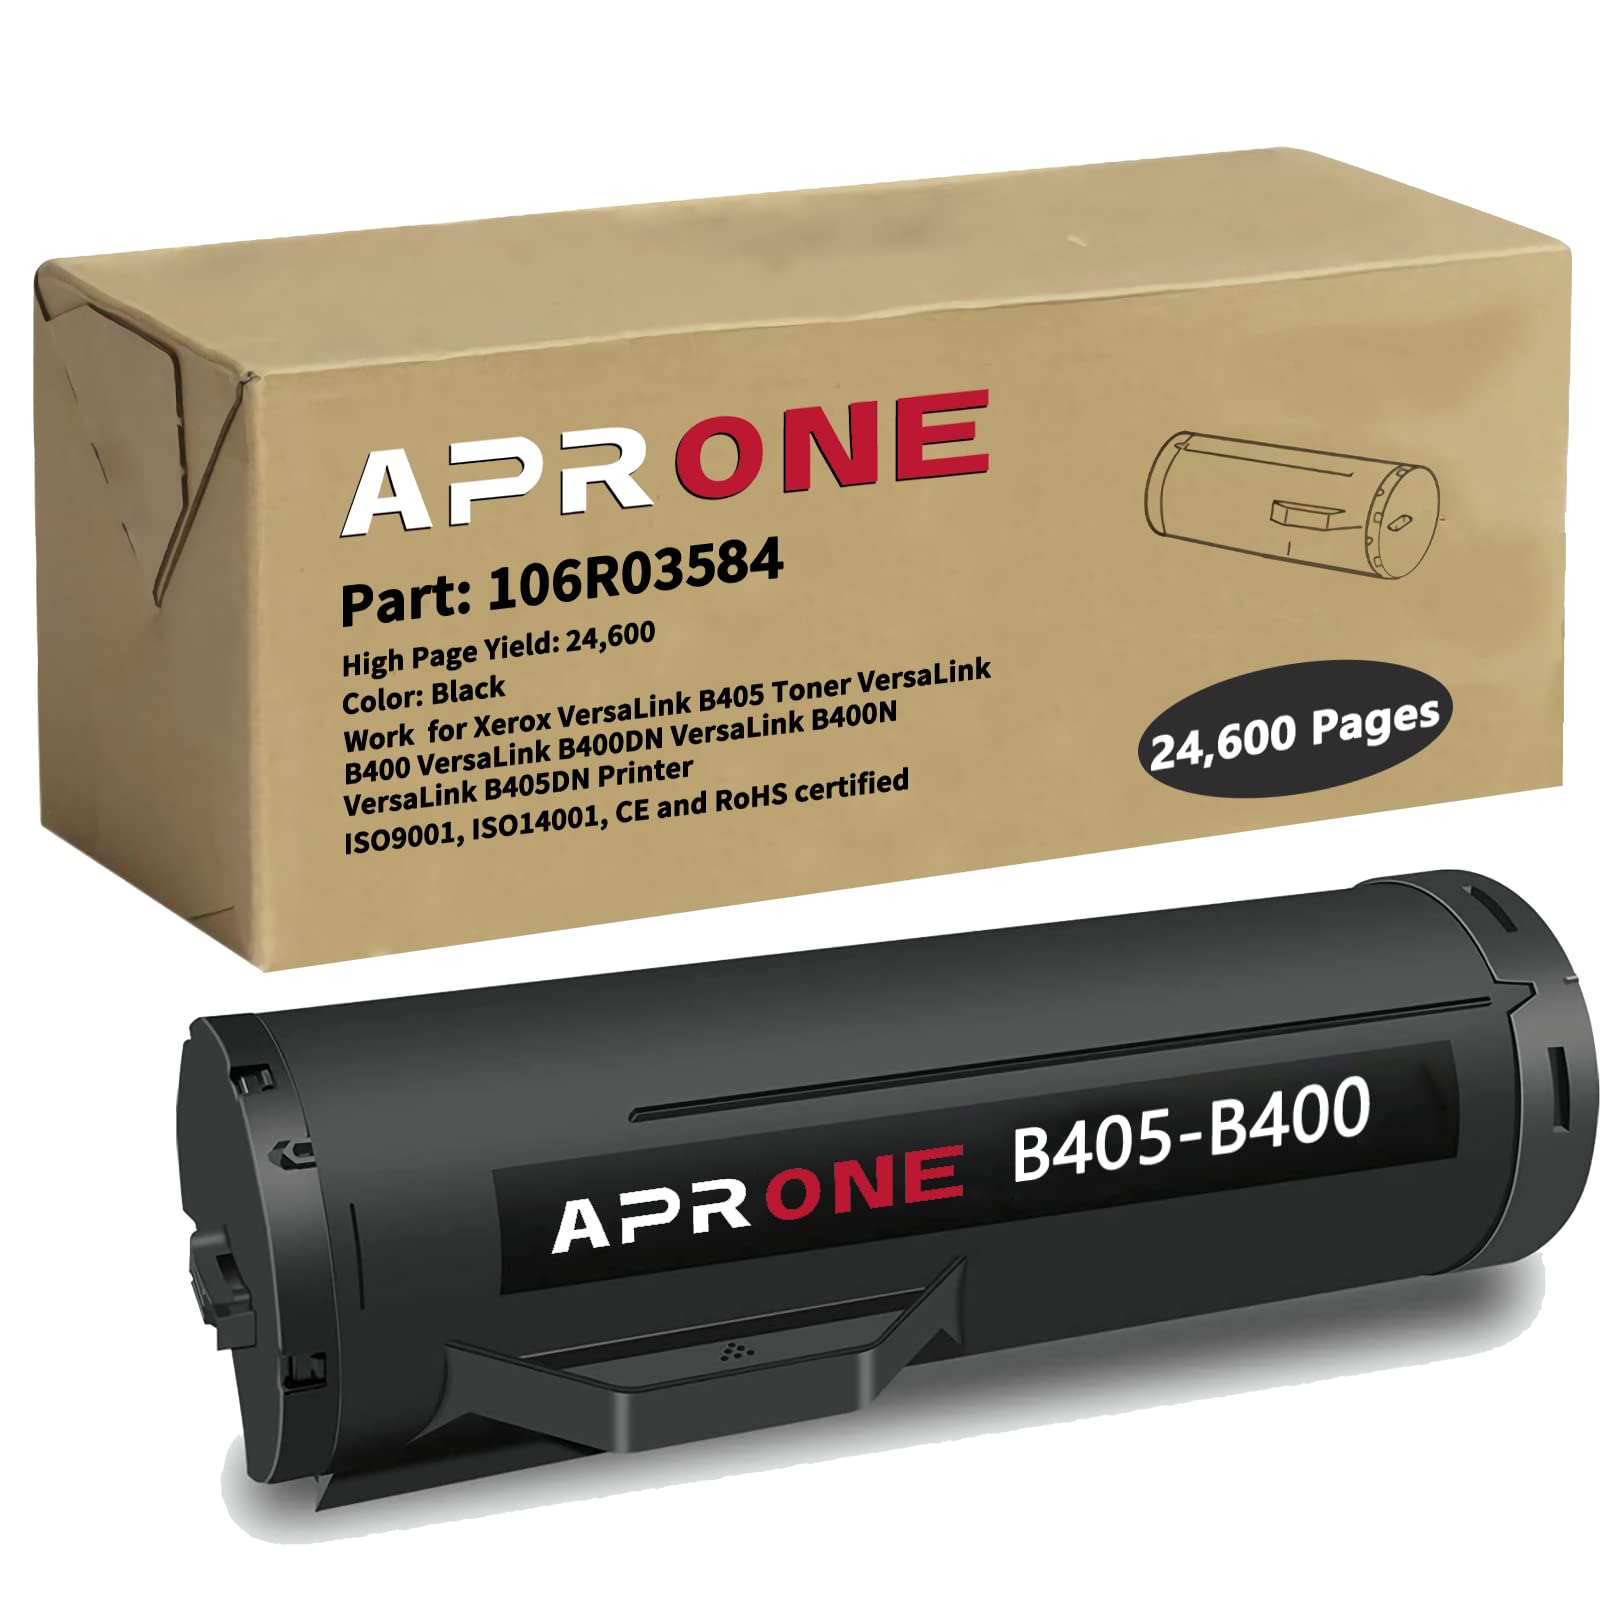 APRONE
Part: 106R03584
High Page Yield: 24,600
Color: Black
Work for Xerox VersaLink B405 Toner VersaLink
B400 VersaLink B400DN VersaLink B400N
VersaLink B405DN Printer
ISO9001, ISO14001, CE and RoHS certified
24,600 Pages
APRONE B405-B400